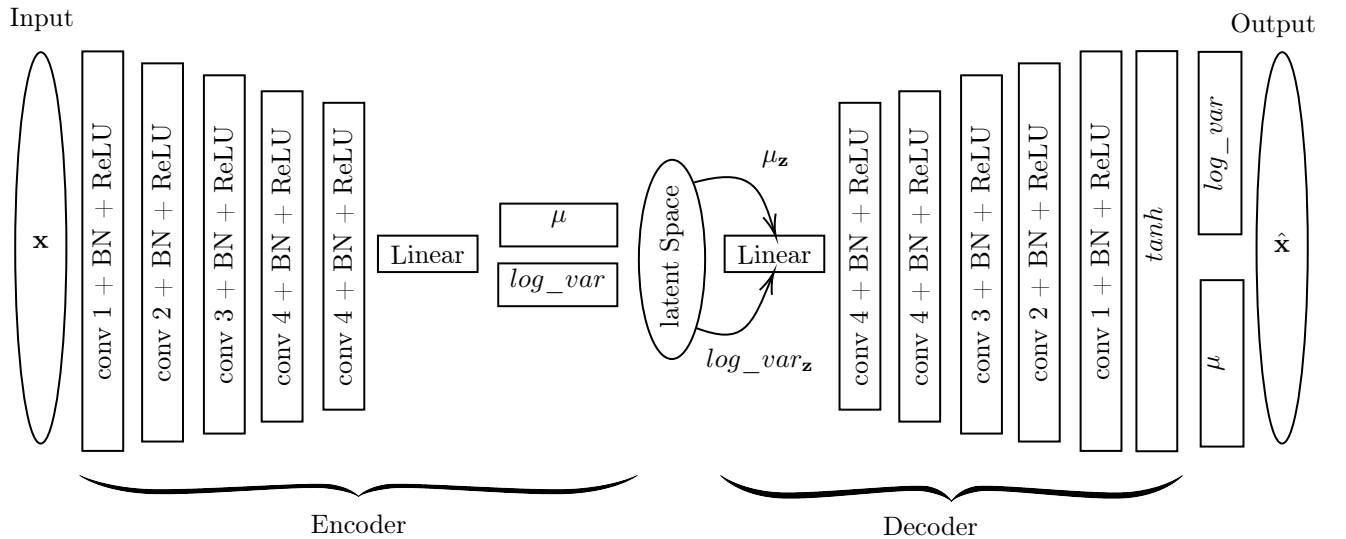 Input
x
conv 1 + BN + ReLU
conv 2 + BN + ReLU
conv 3 + BN + ReLU
conv 4 + BN + ReLU
conv 4 + BN + ReLU
Linear
μ
log_var
latent Space
μ_z
log_var_z
Linear
conv 4 + BN + ReLU
conv 4 + BN + ReLU
conv 3 + BN + ReLU
conv 2 + BN + ReLU
conv 1 + BN + ReLU
tanh
log_var
μ
Output
x̂
Encoder
Decoder